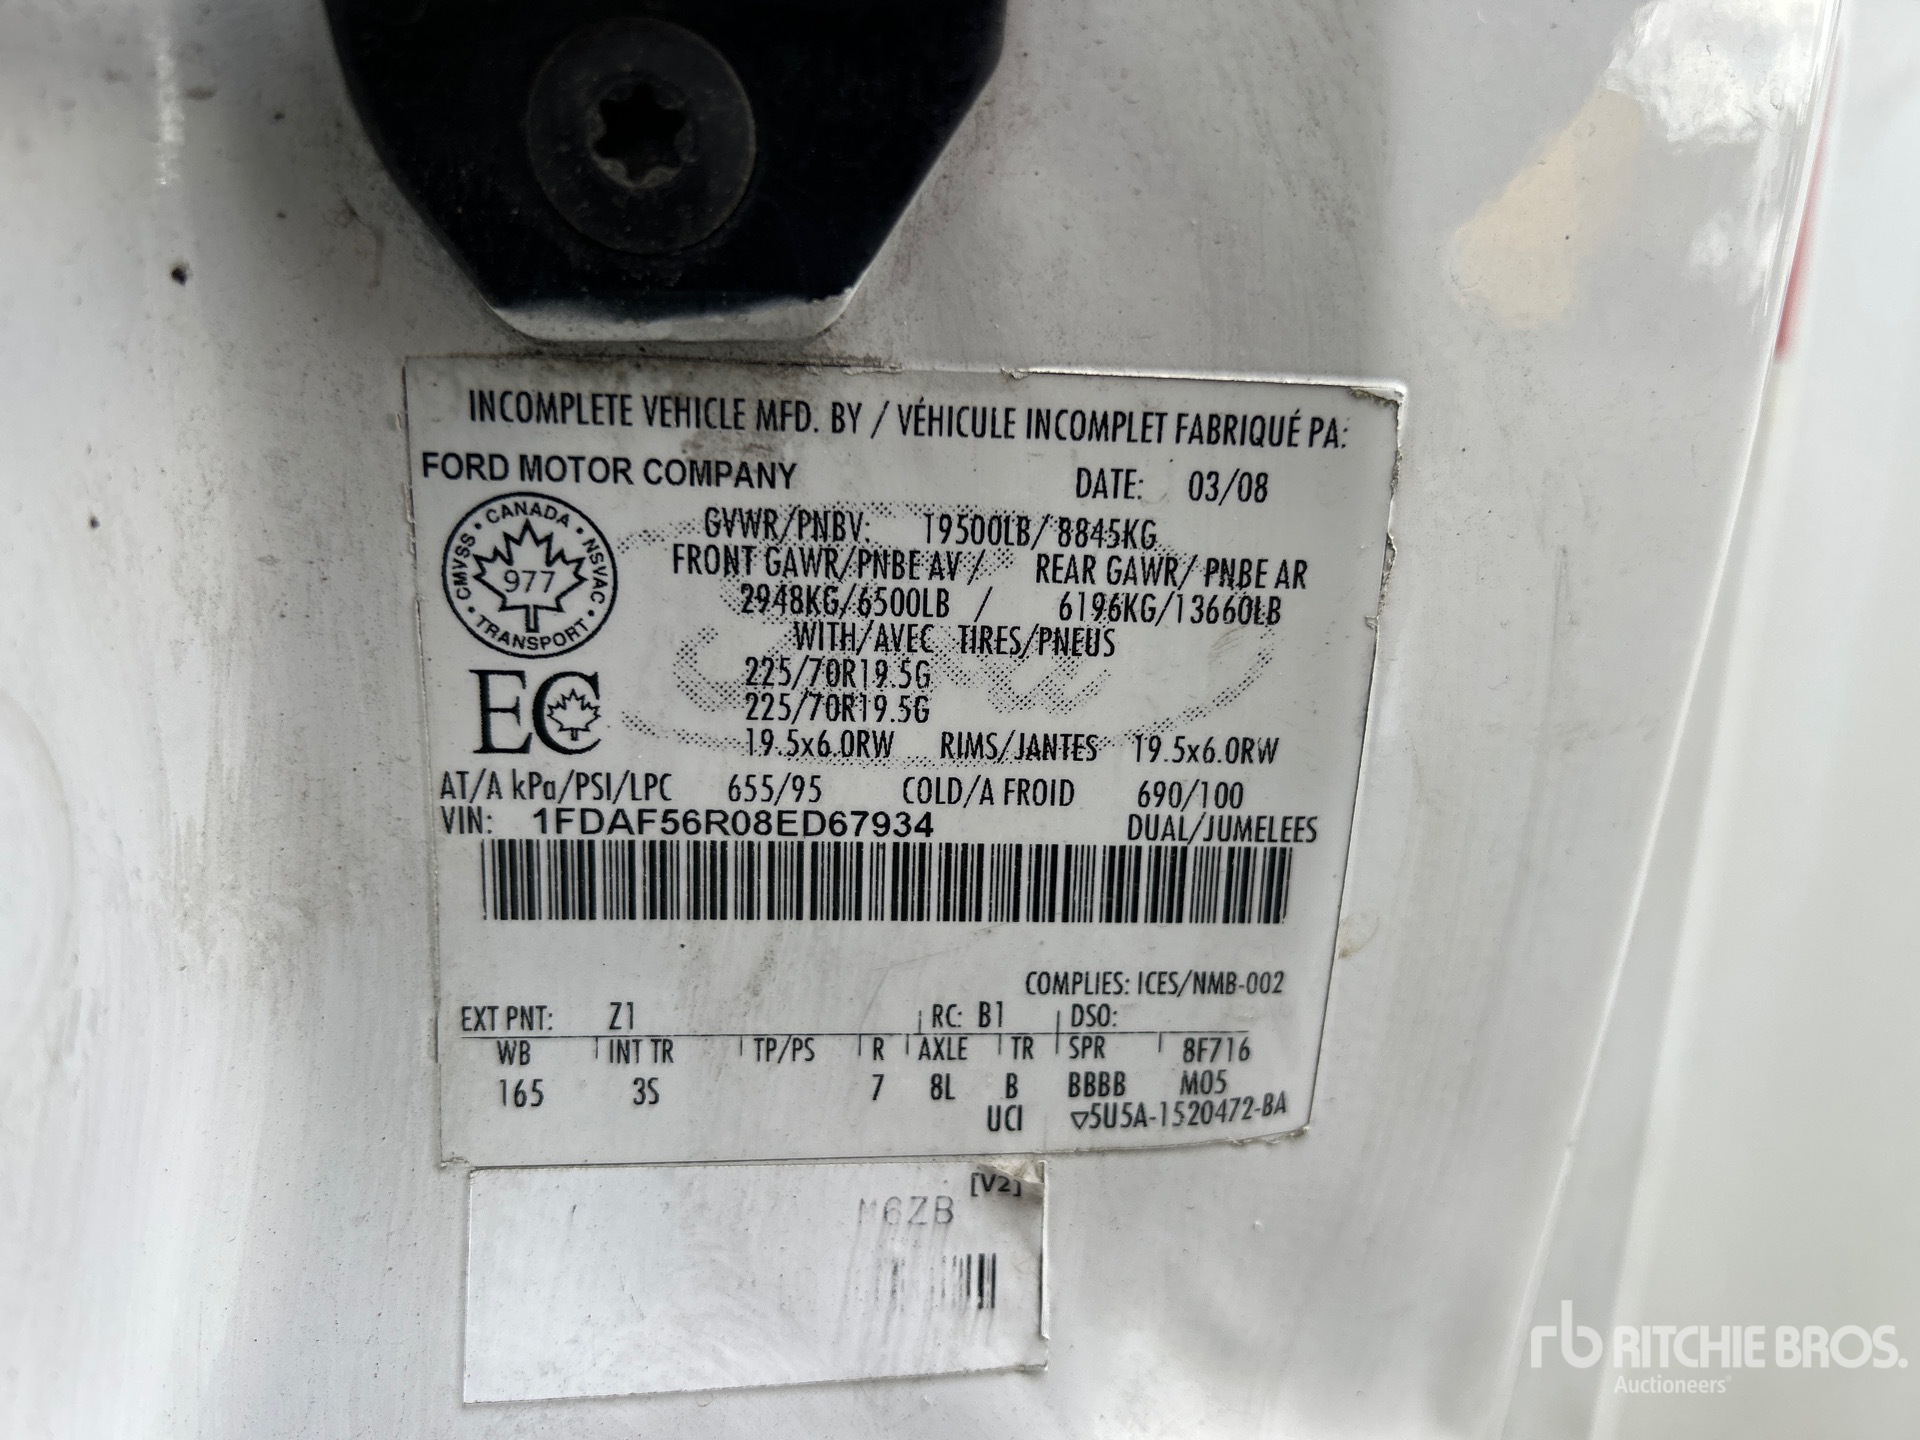 INCOMPLETE VEHICLE MFD. BY / VÉHICULE INCOMPLET FABRIQUÉ PA:
FORD MOTOR COMPANY DATE: 03/08
CANADA CMVSS NSVAC TRANSPORT 977
GVWR/PNBV: 19500LB/ 8845KG
FRONT GAWR/PNBE AV / REAR GAWR/ PNBE AR
2948KG/6500LB / 6196KG/13660LB
WITH/AVEC TIRES/PNEUS
225/70R19.5G
225/70R19.5G
EC
19.5x6.0RW RIMS/JANTES 19.5x6.0RW
AT/A kPa/PSI/LPC 655/95 COLD/A FROID 690/100
VIN: 1FDAF56R08ED67934 DUAL/JUMELEES
COMPLIES: ICES/NMB-002
EXT PNT: Z1 RC: B1 DSO:
WB INT TR TP/PS R AXLE TR SPR 8F716
165 3S 7 8L B BBBB M05
UCI ▽5U5A-1520472-BA
[V2]
M6ZB
rb RITCHIE BROS.
Auctioneers